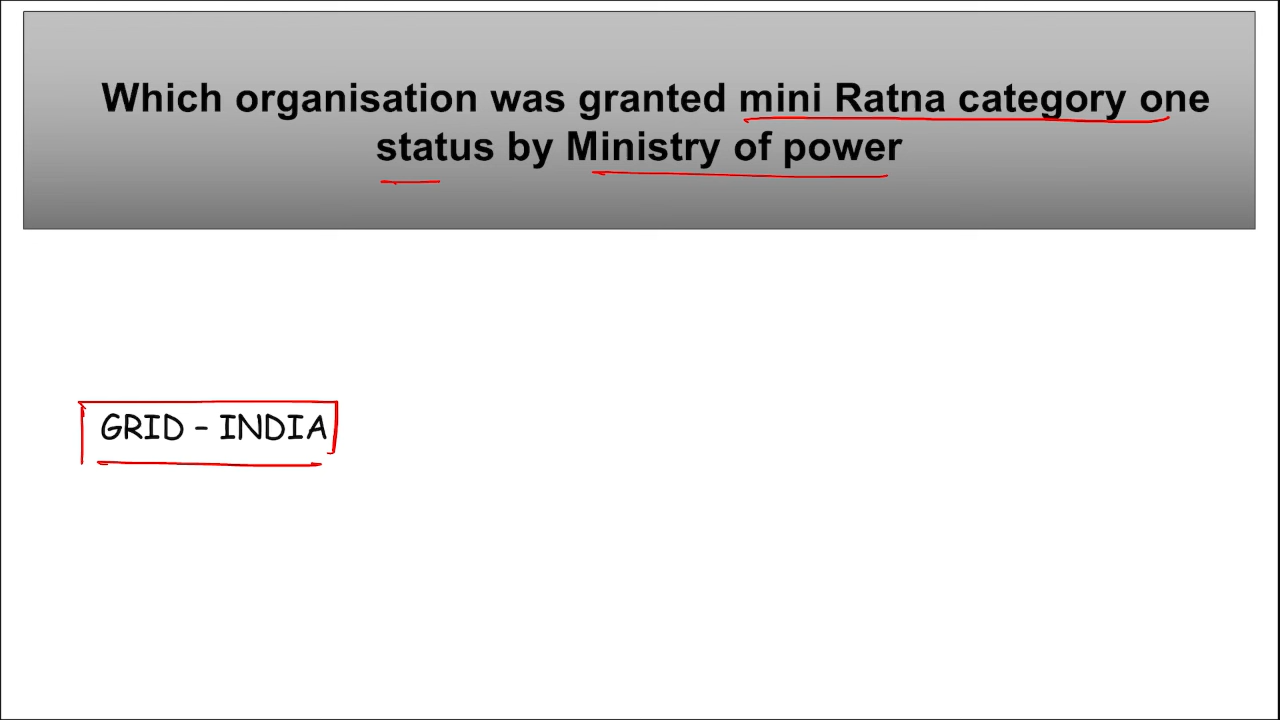 Which organisation was granted mini Ratna category one
status by Ministry of power
GRID – INDIA